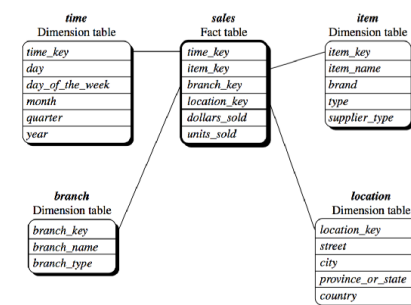 time
Dimension table
time_key
day
day_of_the_week
month
quarter
year
sales
Fact table
time_key
item_key
branch_key
location_key
dollars_sold
units_sold
item
Dimension table
item_key
item_name
brand
type
supplier_type
branch
Dimension table
branch_key
branch_name
branch_type
location
Dimension table
location_key
street
city
province_or_state
country